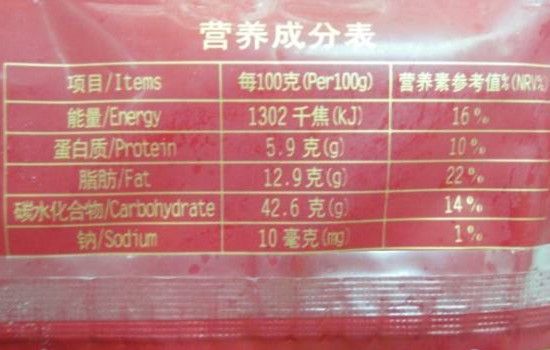 营养成分表
项目/Items 每100克(Per100g) 营养素参考值%(NRV%)
能量/Energy 1302 千焦(kJ) 16%
蛋白质/Protein 5.9 克(g) 10%
脂肪/Fat 12.9 克(g) 22%
碳水化合物/Carbohydrate 42.6 克(g) 14%
钠/Sodium 10 毫克(mg) 1%